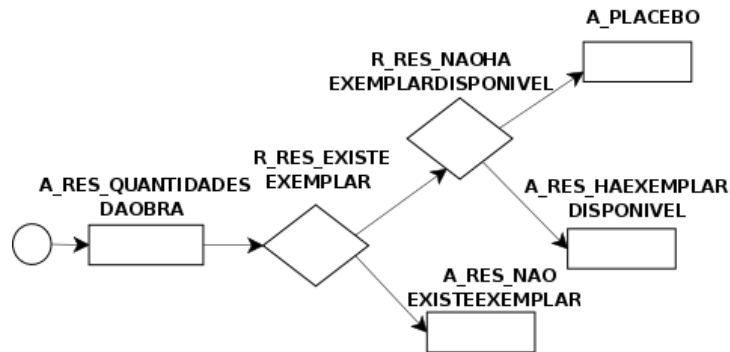 A_PLACEBO
R_RES_NAOHA
EXEMPLARDISPONIVEL
R_RES_EXISTE
EXEMPLAR
A_RES_QUANTIDADES
DAOBRA
A_RES_HAEXEMPLAR
DISPONIVEL
A_RES_NAO
EXISTEEXEMPLAR